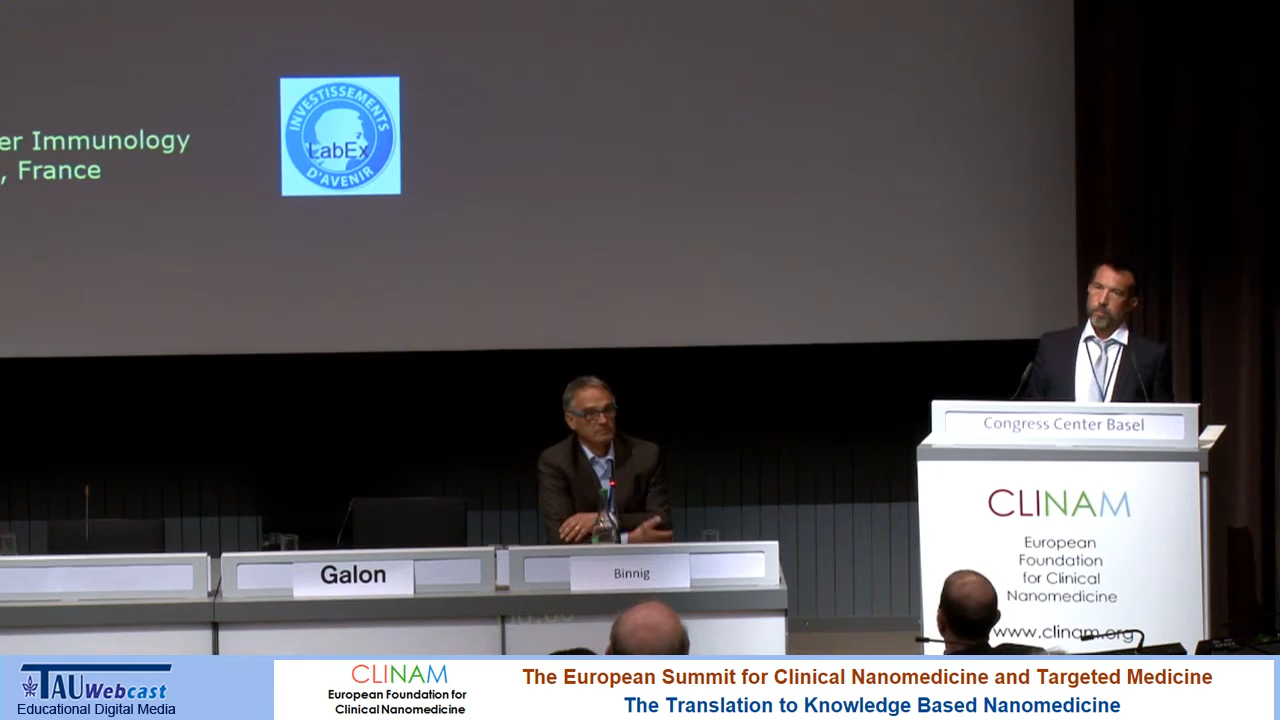 er Immunology
, France
INVESTISSEMENTS
LabEx
D'AVENIR
Congress Center Basel
CLINAM
European
Foundation
for Clinical
Nanomedicine
www.clinam.org
Galon
Binnig
TAU Webcast
Educational Digital Media
CLINAM
European Foundation for
Clinical Nanomedicine
The European Summit for Clinical Nanomedicine and Targeted Medicine
The Translation to Knowledge Based Nanomedicine